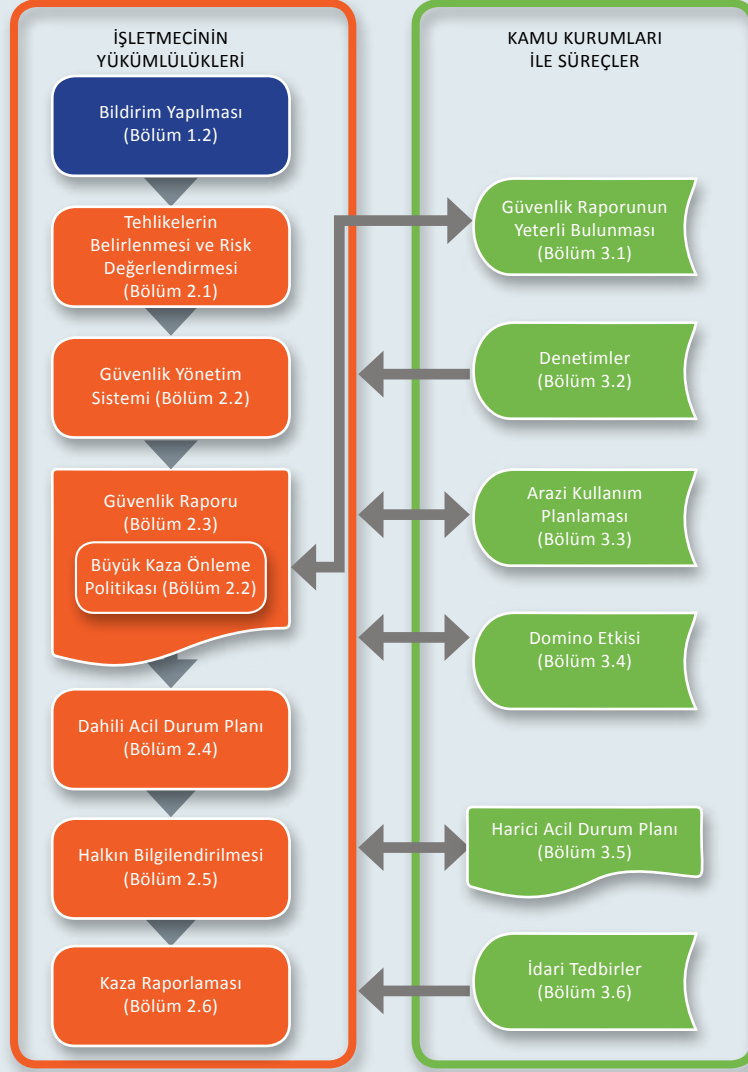 İŞLETMECİNİN
YÜKÜMLÜLÜKLERİ
Bildirim Yapılması
(Bölüm 1.2)
Tehlikelerin
Belirlenmesi ve Risk
Değerlendirmesi
(Bölüm 2.1)
Güvenlik Yönetim
Sistemi (Bölüm 2.2)
Güvenlik Raporu
(Bölüm 2.3)
Büyük Kaza Önleme
Politikası (Bölüm 2.2)
Dahili Acil Durum Planı
(Bölüm 2.4)
Halkın Bilgilendirilmesi
(Bölüm 2.5)
Kaza Raporlaması
(Bölüm 2.6)
KAMU KURUMLARI
İLE SÜREÇLER
Güvenlik Raporunun
Yeterli Bulunması
(Bölüm 3.1)
Denetimler
(Bölüm 3.2)
Arazi Kullanım
Planlaması
(Bölüm 3.3)
Domino Etkisi
(Bölüm 3.4)
Harici Acil Durum Planı
(Bölüm 3.5)
İdari Tedbirler
(Bölüm 3.6)